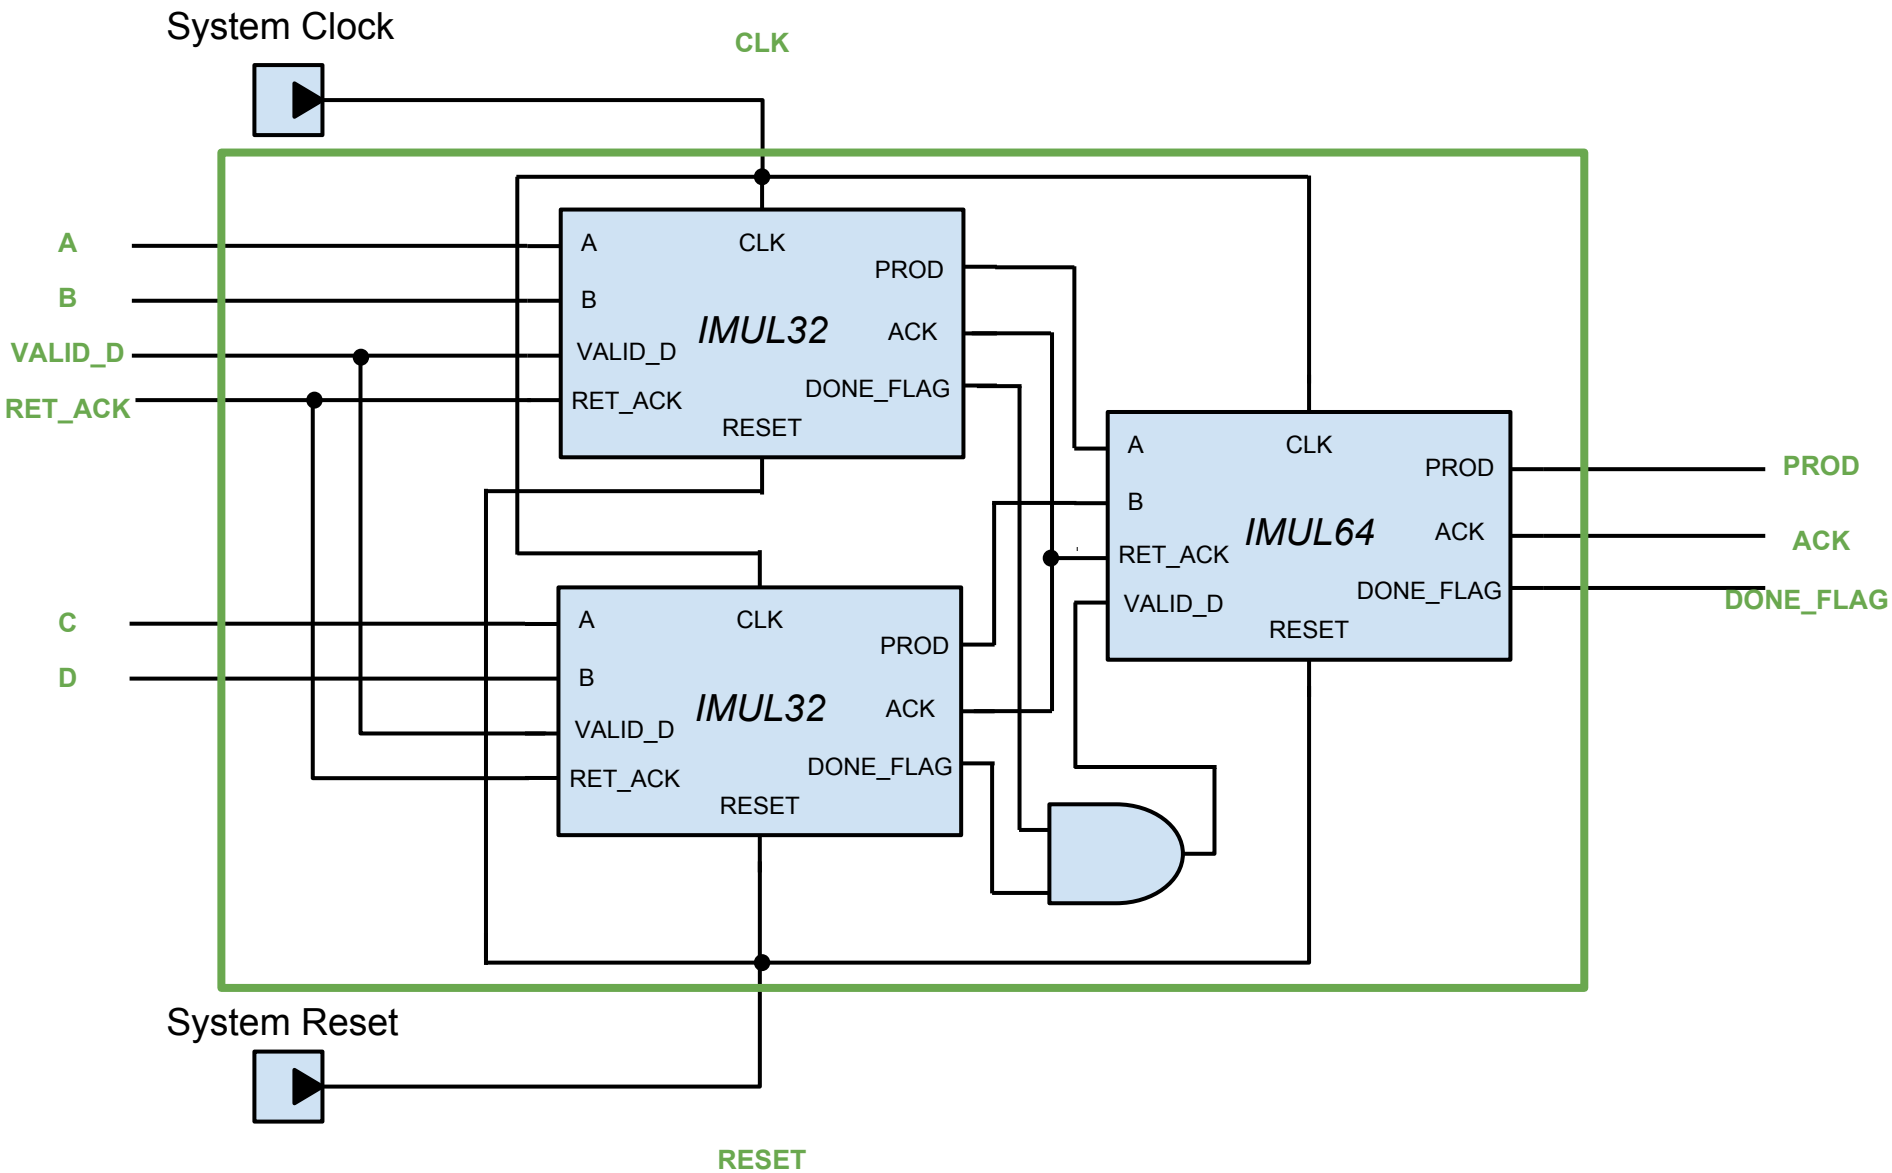 System Clock
CLK
A
B
VALID_D
RET_ACK
A
B
VALID_D
RET_ACK
CLK
IMUL32
RESET
PROD
ACK
DONE_FLAG
C
D
A
B
VALID_D
RET_ACK
CLK
IMUL32
RESET
PROD
ACK
DONE_FLAG
A
B
RET_ACK
VALID_D
CLK
IMUL64
RESET
PROD
ACK
DONE_FLAG
PROD
ACK
DONE_FLAG
System Reset
RESET